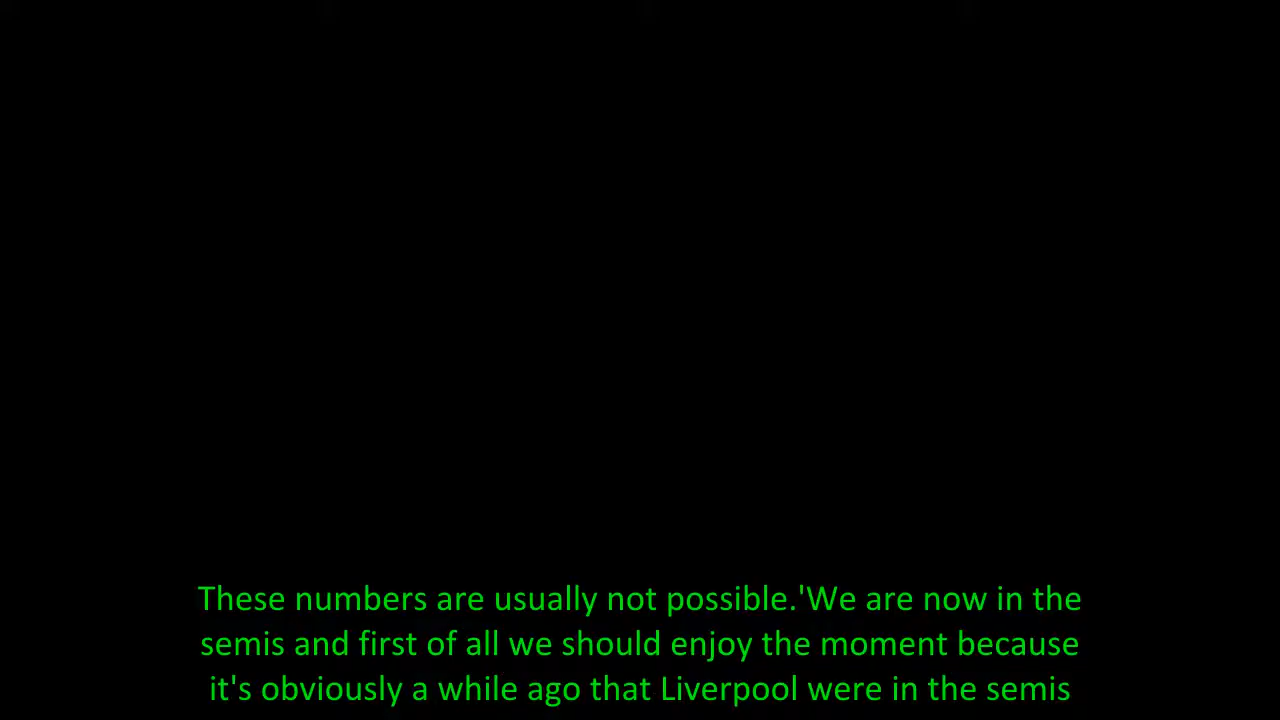 These numbers are usually not possible.'We are now in the
semis and first of all we should enjoy the moment because
it's obviously a while ago that Liverpool were in the semis